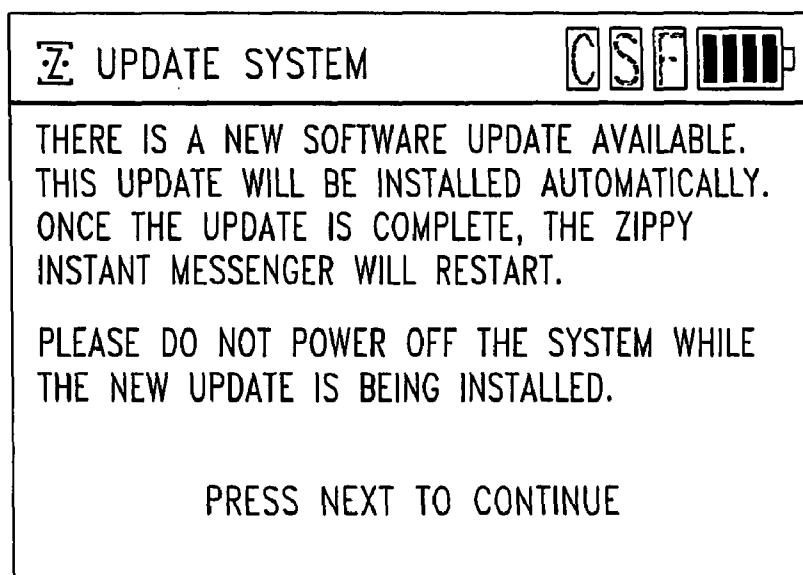 Z UPDATE SYSTEM C S F
THERE IS A NEW SOFTWARE UPDATE AVAILABLE.
THIS UPDATE WILL BE INSTALLED AUTOMATICALLY.
ONCE THE UPDATE IS COMPLETE, THE ZIPPY
INSTANT MESSENGER WILL RESTART.
PLEASE DO NOT POWER OFF THE SYSTEM WHILE
THE NEW UPDATE IS BEING INSTALLED.
PRESS NEXT TO CONTINUE